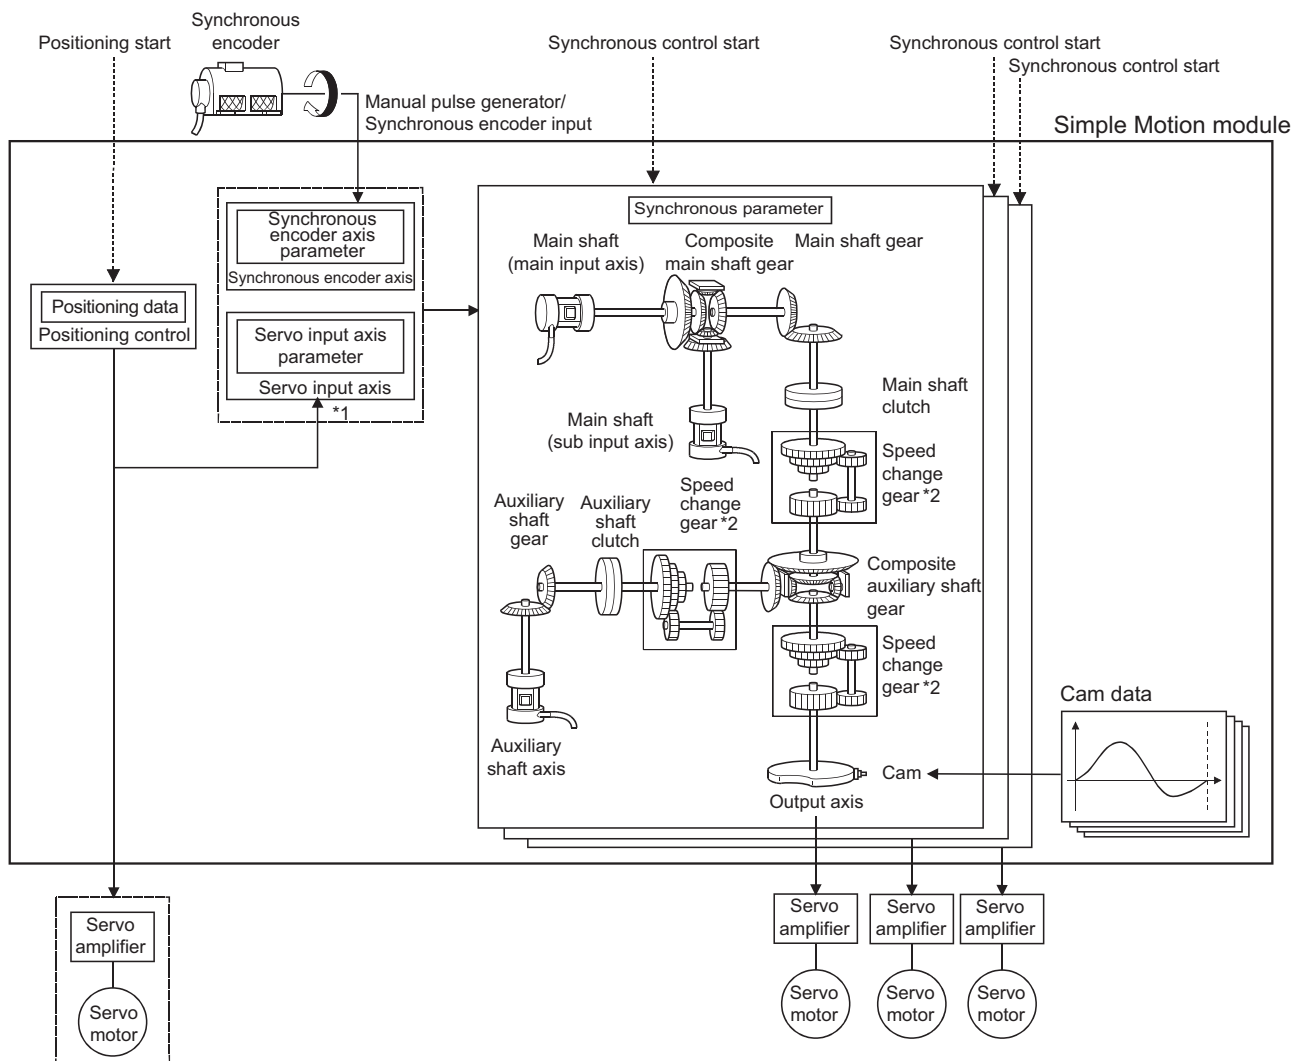 Positioning start
Synchronous
encoder
Synchronous control start
Synchronous control start
Synchronous control start
Manual pulse generator/
Synchronous encoder input
Simple Motion module
Synchronous
encoder axis
parameter
Synchronous encoder axis
Positioning data
Positioning control
Servo input axis
parameter
Servo input axis
*1
Synchronous parameter
Main shaft
(main input axis)
Composite
main shaft gear
Main shaft gear
Main shaft
clutch
Main shaft
(sub input axis)
Speed
change
gear *2
Auxiliary
shaft
gear
Auxiliary
shaft
clutch
Speed
change
gear *2
Composite
auxiliary shaft
gear
Speed
change
gear *2
Auxiliary
shaft axis
Cam data
Cam
Output axis
Servo
amplifier
Servo
motor
Servo
amplifier
Servo
amplifier
Servo
amplifier
Servo
motor
Servo
motor
Servo
motor